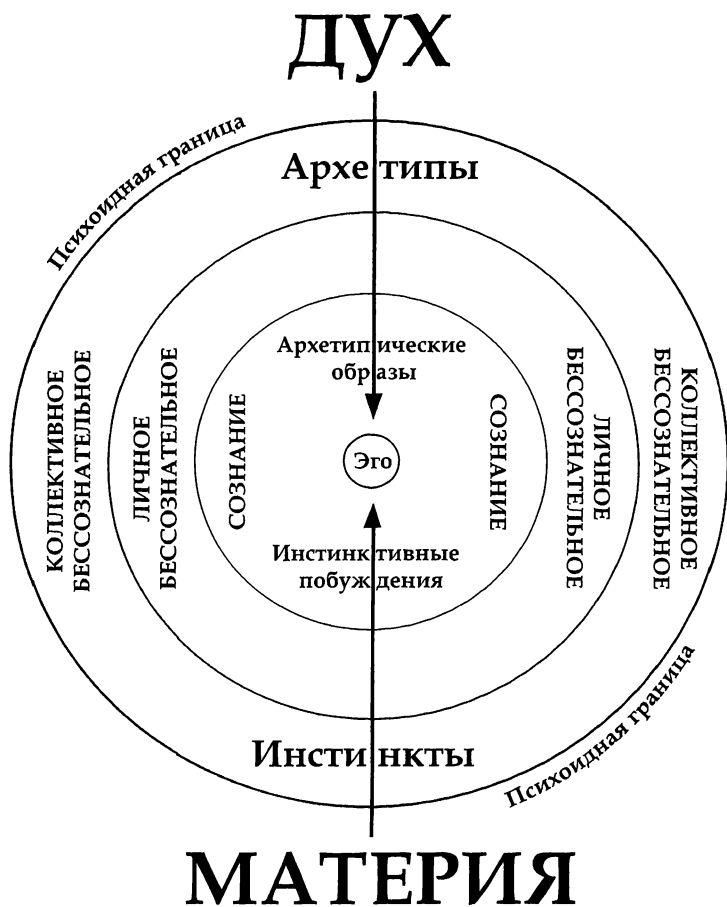 ДУХ
Психоидная граница
Архетипы
Архетипические
образы
КОЛЛЕКТИВНОЕ
БЕССОЗНАТЕЛЬНОЕ
ЛИЧНОЕ
БЕССОЗНАТЕЛЬНОЕ
СОЗНАНИЕ
Эго
СОЗНАНИЕ
ЛИЧНОЕ
БЕССОЗНАТЕЛЬНОЕ
КОЛЛЕКТИВНОЕ
БЕССОЗНАТЕЛЬНОЕ
Инстинктивные
побуждения
Инстинкты
Психоидная граница
МАТЕРИЯ